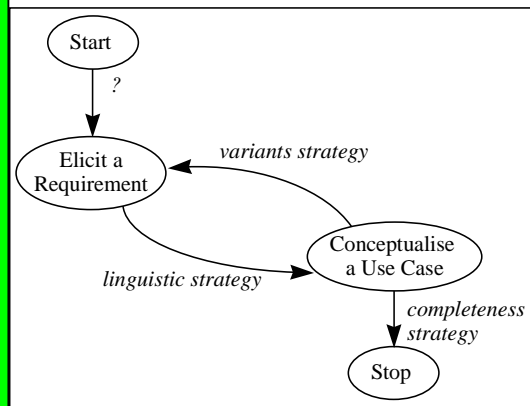 Start
?
Elicit a
Requirement
variants strategy
linguistic strategy
Conceptualise
a Use Case
completeness
strategy
Stop